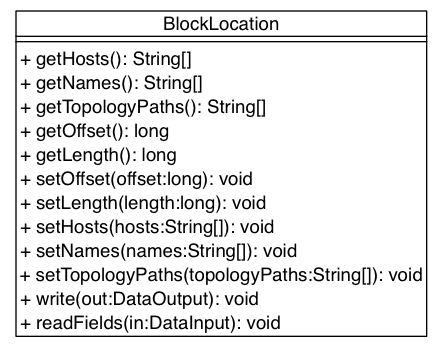 BlockLocation
+ getHosts(): String[]
+ getNames(): String[]
+ getTopologyPaths(): String[]
+ getOffset(): long
+ getLength(): long
+ setOffset(offset:long): void
+ setLength(length:long): void
+ setHosts(hosts:String[]): void
+ setNames(names:String[]): void
+ setTopologyPaths(topologyPaths:String[]): void
+ write(out:DataOutput): void
+ readFields(in:DataInput): void